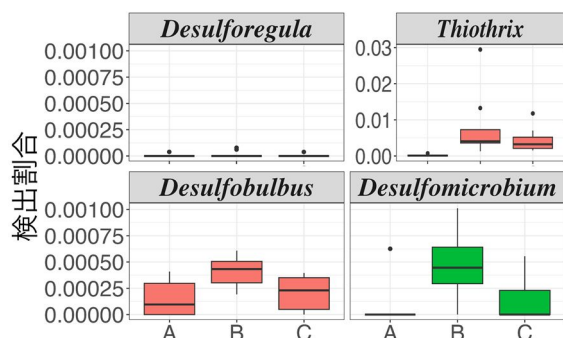 Desulforegula
Thiothrix
0.00100
0.00075
0.00050
0.00025
0.00000
0.03
0.02
0.01
0.00
検出割合
Desulfobulbus
Desulfomicrobium
0.00100
0.00075
0.00050
0.00025
0.00000
A B C
A B C